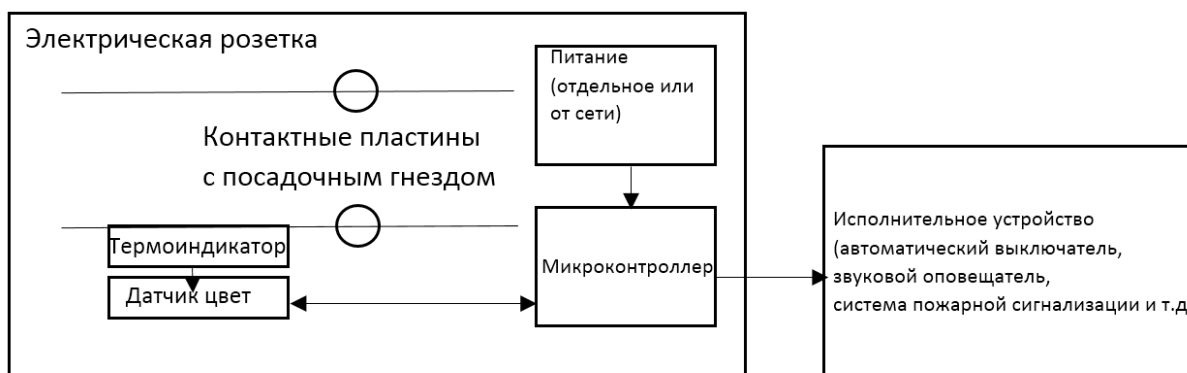 Электрическая розетка
Питание
(отдельное или
от сети)
Контактные пластины
с посадочным гнездом
Термоиндикатор
Датчик цвет
Микроконтроллер
Исполнительное устройство
(автоматический выключатель,
звуковой оповещатель,
система пожарной сигнализации и т.д